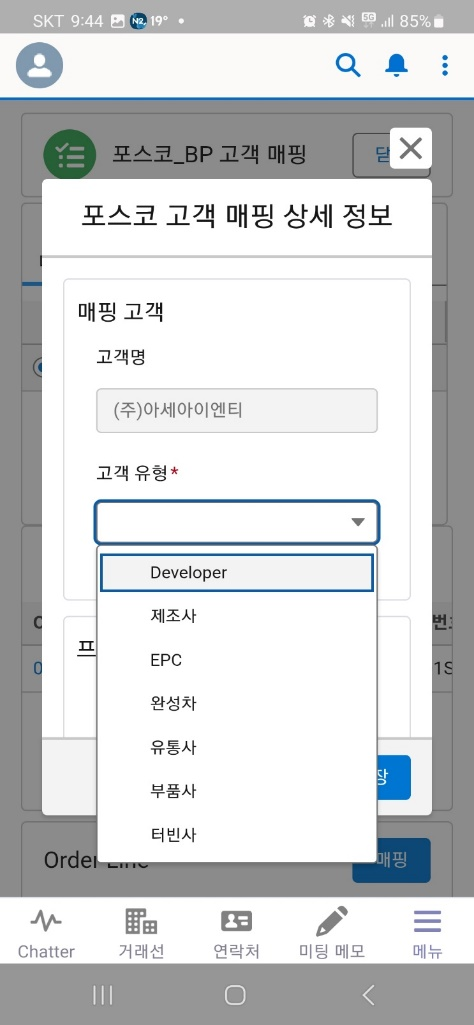 SKT 9:44 N2. 19° •
5G 85%
포스코_BP 고객 매핑
포스코 고객 매핑 상세 정보
매핑 고객
고객명
(주)아세아이엔티
고객 유형*
Developer
제조사
EPC
완성차
유통사
부품사
터빈사
프
장
Order Line
매핑
Chatter
거래선
연락처
미팅 메모
메뉴